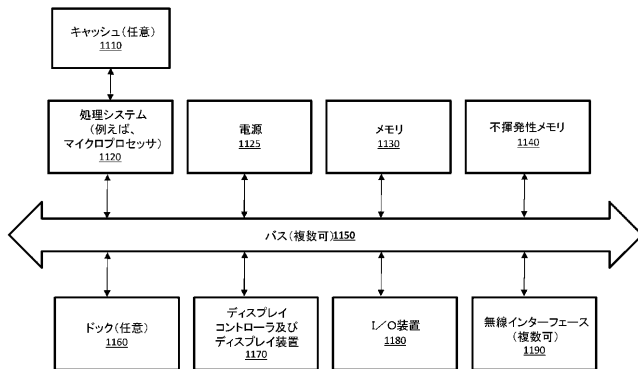 キャッシュ(任意)
1110
処理システム
(例えば、
マイクロプロセッサ)
1120
電源
1125
メモリ
1130
不揮発性メモリ
1140
バス(複数可)1150
ドック(任意)
1160
ディスプレイ
コントローラ及び
ディスプレイ装置
1170
I/O装置
1180
無線インターフェース
(複数可)
1190